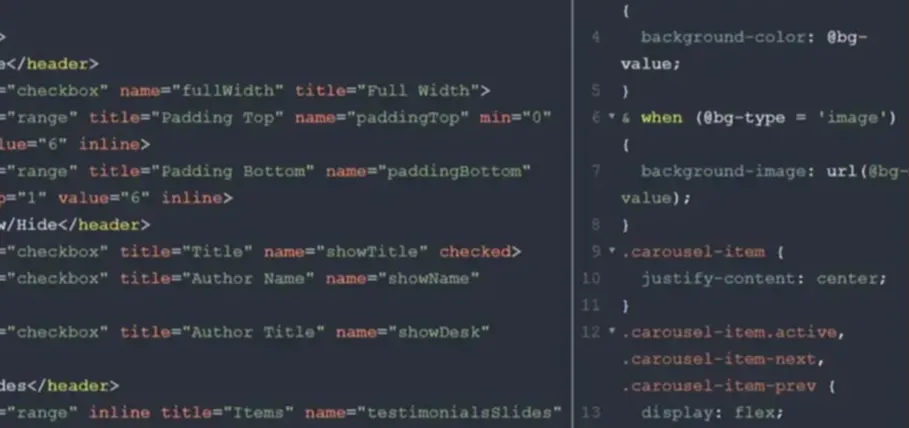 >
e</header>
="checkbox" name="fullWidth" title="Full Width">
="range" title="Padding Top" name="paddingTop" min="0"
lue="6" inline>
="range" title="Padding Bottom" name="paddingBottom"
p="1" value="6" inline>
w/Hide</header>
="checkbox" title="Title" name="showTitle" checked>
="checkbox" title="Author Name" name="showName"
="checkbox" title="Author Title" name="showDesk"
des</header>
="range" inline title="Items" name="testimonialsSlides"
{
4 background-color: @bg-
value;
5 }
6 & when (@bg-type = 'image')
{
7 background-image: url(@bg-
value);
8 }
9 .carousel-item {
10 justify-content: center;
11 }
12 .carousel-item.active,
.carousel-item-next,
.carousel-item-prev {
13 display: flex;